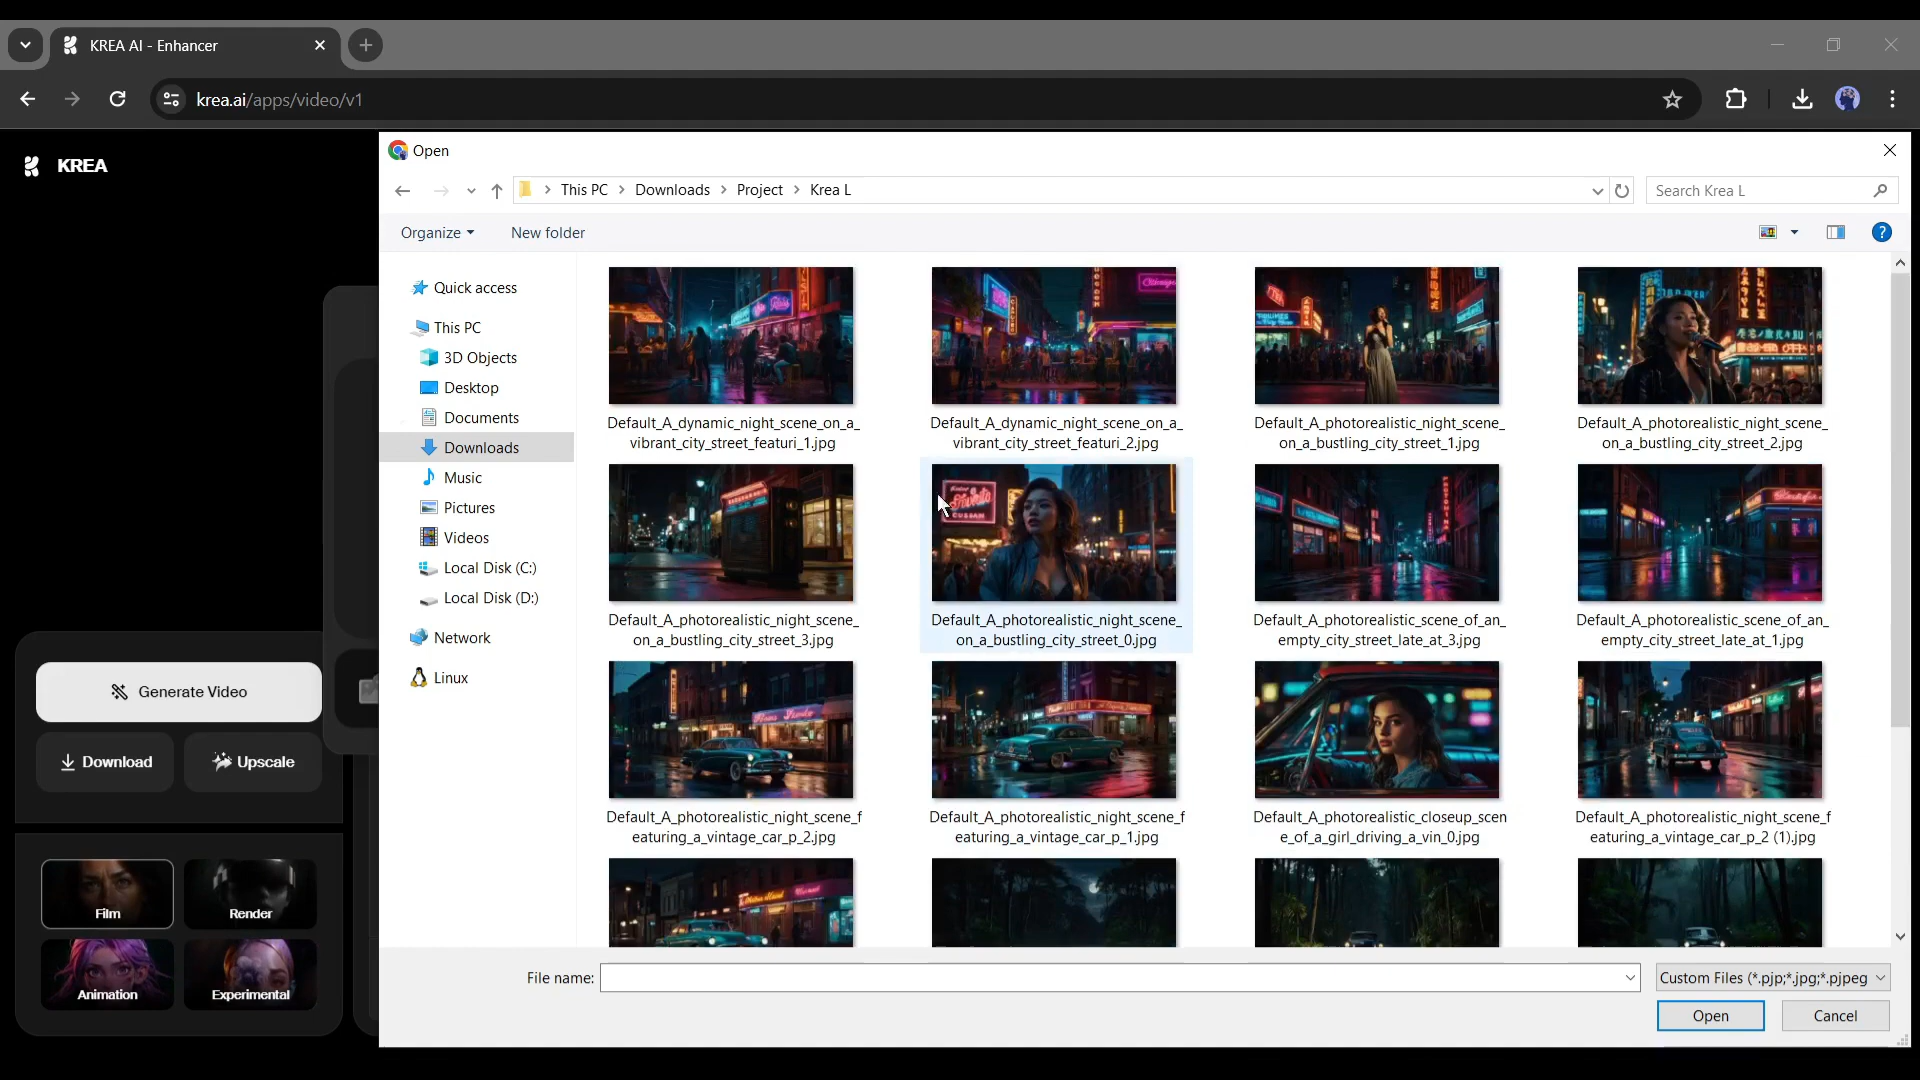 KREA AI - Enhancer
krea.ai/apps/video/v1
KREA
Open
This PC > Downloads > Project > Krea L
Search Krea L
Organize
New folder
Quick access
This PC
3D Objects
Desktop
Documents
Downloads
Music
Pictures
Videos
Local Disk (C:)
Local Disk (D:)
Network
Linux
Default_A_dynamic_night_scene_on_a_
vibrant_city_street_featuri_1.jpg
Default_A_dynamic_night_scene_on_a_
vibrant_city_street_featuri_2.jpg
Default_A_photorealistic_night_scene_
on_a_bustling_city_street_1.jpg
Default_A_photorealistic_night_scene_
on_a_bustling_city_street_2.jpg
Default_A_photorealistic_night_scene_
on_a_bustling_city_street_3.jpg
Default_A_photorealistic_night_scene_
on_a_bustling_city_street_0.jpg
Default_A_photorealistic_scene_of_an_
empty_city_street_late_at_3.jpg
Default_A_photorealistic_scene_of_an_
empty_city_street_late_at_1.jpg
Default_A_photorealistic_night_scene_f
eaturing_a_vintage_car_p_2.jpg
Default_A_photorealistic_night_scene_f
eaturing_a_vintage_car_p_1.jpg
Default_A_photorealistic_closeup_scen
e_of_a_girl_driving_a_vin_0.jpg
Default_A_photorealistic_night_scene_f
eaturing_a_vintage_car_p_2 (1).jpg
File name:
Custom Files (*.pjp;*.jpg;*.pjpeg
Open
Cancel
Generate Video
Download
Upscale
Film
Render
Animation
Experimental